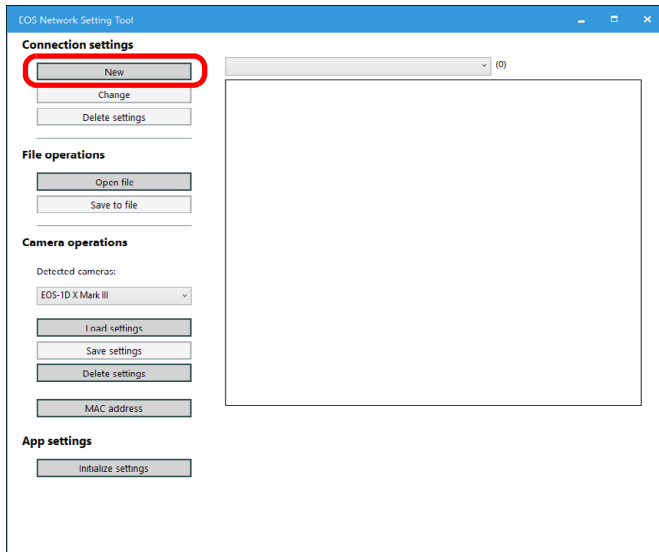 EOS Network Setting Tool
Connection settings
New
(0)
Change
Delete settings
File operations
Open file
Save to file
Camera operations
Detected cameras:
EOS-1D X Mark III
Load settings
Save settings
Delete settings
MAC address
App settings
Initialize settings